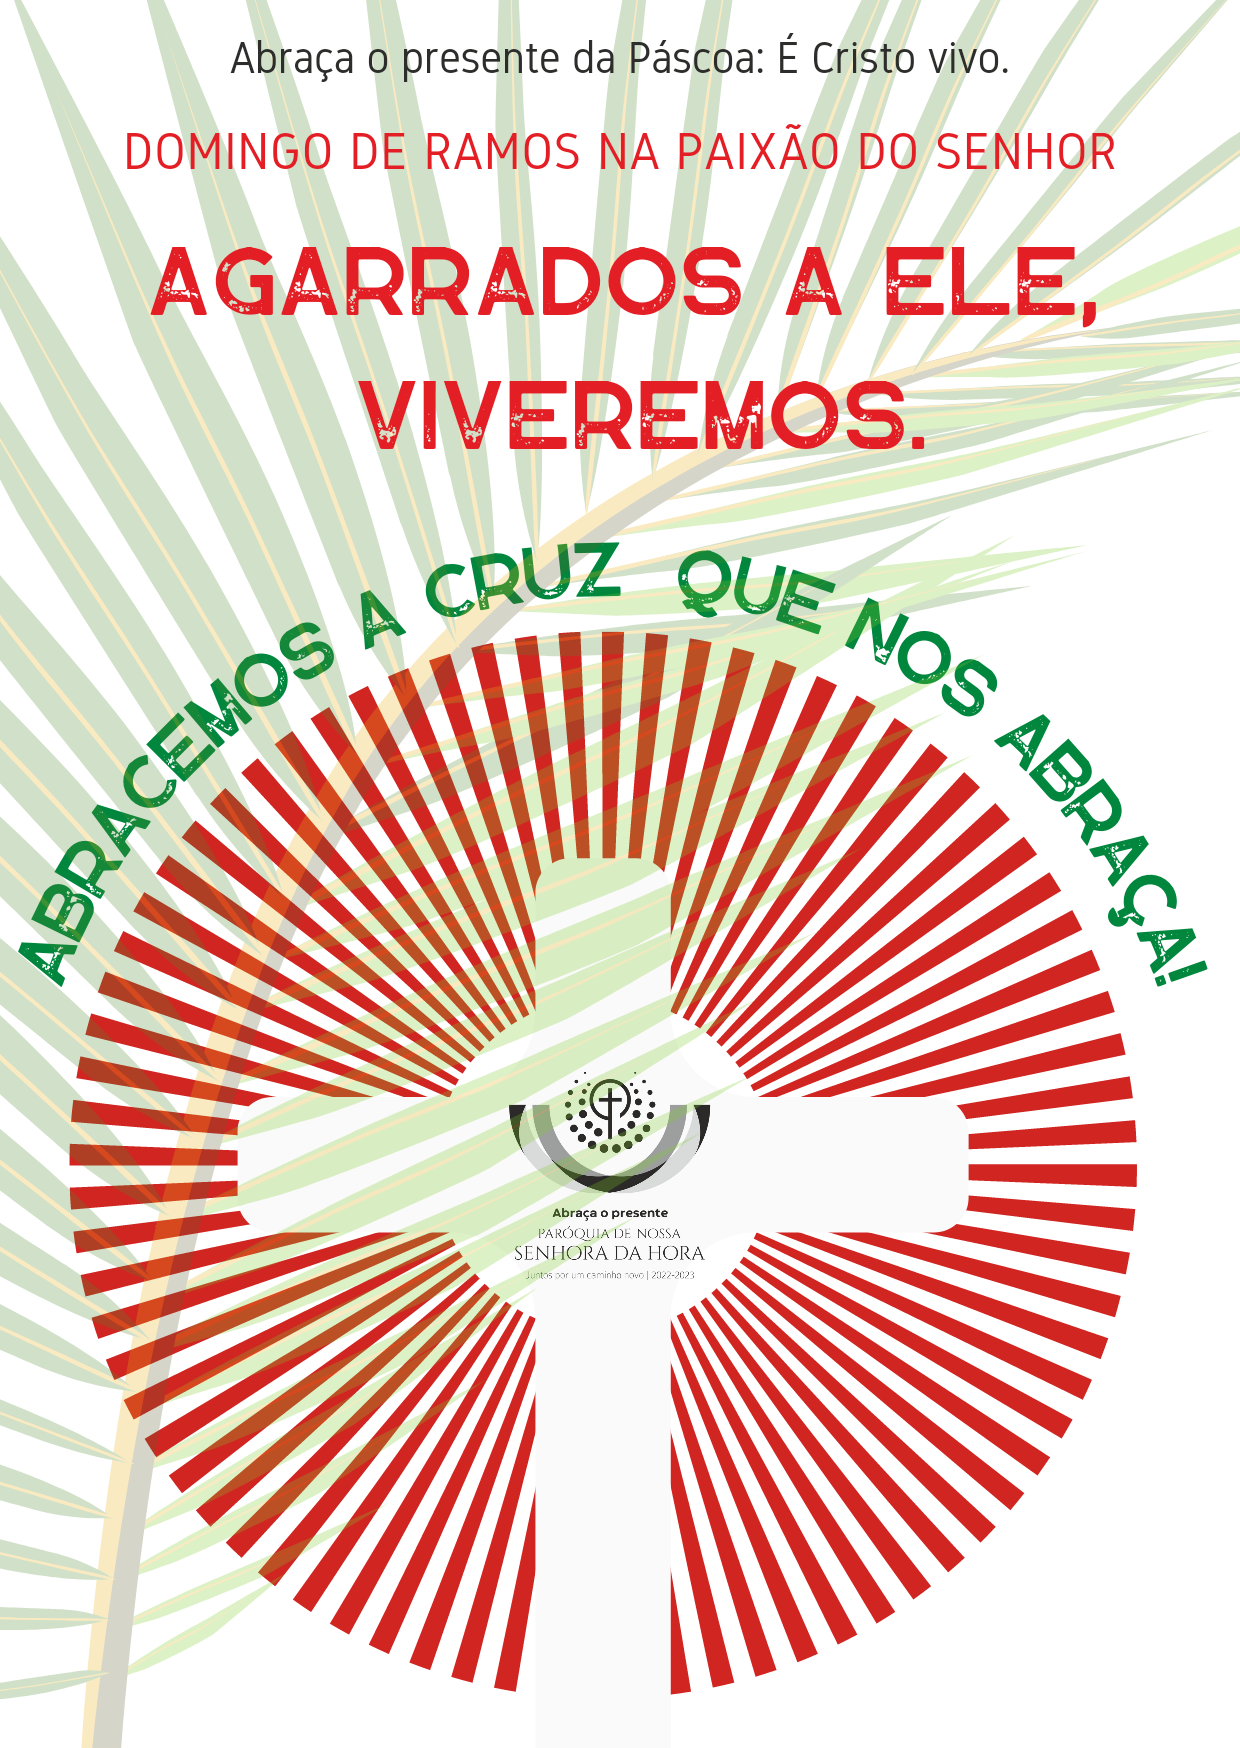 Abraça o presente da Páscoa: É Cristo vivo.
DOMINGO DE RAMOS NA PAIXÃO DO SENHOR
AGARRADOS A ELE,
VIVEREMOS.
ABRACEMOS A CRUZ QUE NOS ABRAÇA!
Abraça o presente
PARÓQUIA DE NOSSA
SENHORA DA HORA
Juntos por um caminho novo | 2022-2023